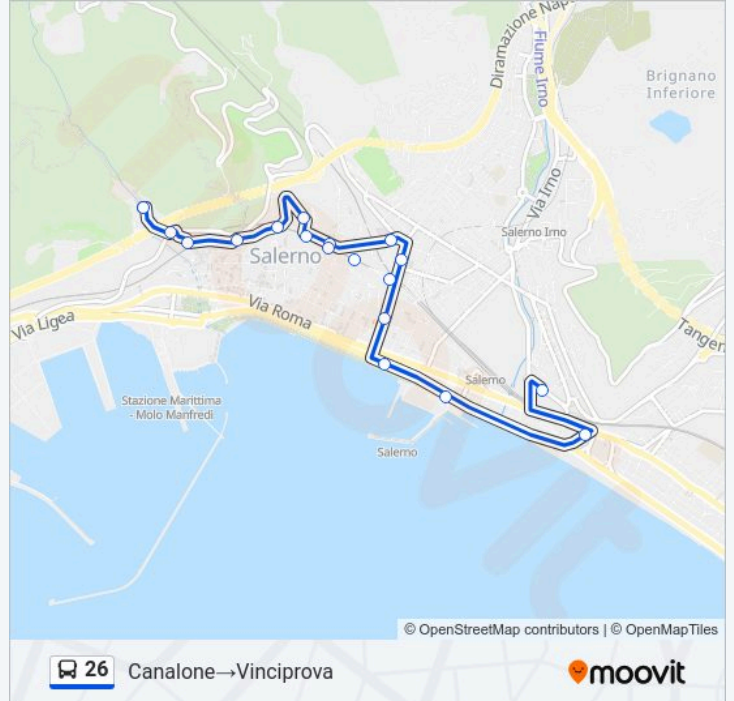 Diramazione Nap
Fiume Irno
Brignano
Inferiore
Via Irno
Salerno Irno
Salerno
Via Roma
Via Ligea
Tangen
Stazione Marittima
- Molo Manfredi
Salerno
Salerno
© OpenStreetMap contributors | © OpenMapTiles
26 Canalone→Vinciprova
moovit